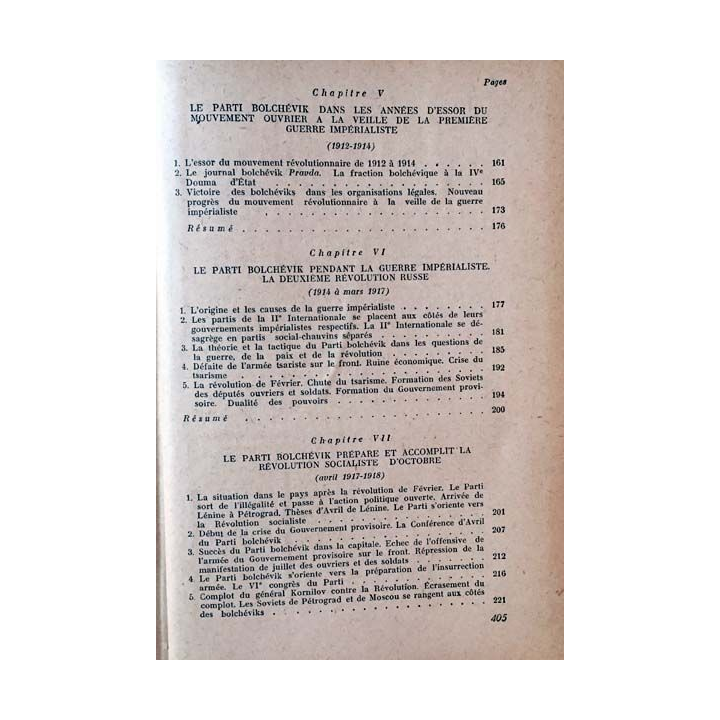 Pages
Chapitre V
LE PARTI BOLCHÉVIK DANS LES ANNÉES D'ESSOR DU
MOUVEMENT OUVRIER A LA VEILLE DE LA PREMIÈRE
GUERRE IMPÉRIALISTE
(1912-1914)
1. L'essor du mouvement révolutionnaire de 1912 à 1914 . . . . . 161
2. Le journal bolchévik Pravda. La fraction bolchévique à la IVe
Douma d'État . . . . . . . . . . . . . . . . . 165
3. Victoire des bolchéviks dans les organisations légales. Nouveau
progrès du mouvement révolutionnaire à la veille de la guerre
impérialiste . . . . . . . . . . . . . . . . . 173
Résumé . . . . . . . . . . . . . . . . . 176
Chapitre VI
LE PARTI BOLCHÉVIK PENDANT LA GUERRE IMPÉRIALISTE.
LA DEUXIÈME RÉVOLUTION RUSSE
(1914 à mars 1917)
1. L'origine et les causes de la guerre impérialiste . . . . . . . 177
2. Les partis de la IIe Internationale se placent aux côtés de leurs
gouvernements impérialistes respectifs. La IIe Internationale se dé-
sagrège en partis social-chauvins séparés . . . . . . . . 181
3. La théorie et la tactique du Parti bolchévik dans les questions de
la guerre, de la paix et de la révolution . . . . . . . . 185
4. Défaite de l'armée tsariste sur le front. Ruine économique. Crise du
tsarisme . . . . . . . . . . . . . . . . . 192
5. La révolution de Février. Chute du tsarisme. Formation des Soviets
des députés ouvriers et soldats. Formation du Gouvernement provi-
soire. Dualité des pouvoirs . . . . . . . . . . . 194
Résumé . . . . . . . . . . . . . . . . . 200
Chapitre VII
LE PARTI BOLCHÉVIK PRÉPARE ET ACCOMPLIT LA
RÉVOLUTION SOCIALISTE D'OCTOBRE
(avril 1917-1918)
1. La situation dans le pays après la révolution de Février. Le Parti
sort de l'illégalité et passe à l'action politique ouverte. Arrivée de
Lénine à Pétrograd. Thèses d'Avril de Lénine. Le Parti s'oriente vers
la Révolution socialiste . . . . . . . . . . . . 201
2. Début de la crise du Gouvernement provisoire. La Conférence d'Avril
du Parti bolchévik . . . . . . . . . . . . . . 207
3. Succès du Parti bolchévik dans la capitale. Echec de l'offensive de
l'armée du Gouvernement provisoire sur le front. Répression de la
manifestation de juillet des ouvriers et des soldats . . . . . . 212
4. Le Parti bolchévik s'oriente vers la préparation de l'insurrection
armée. Le VIe congrès du Parti . . . . . . . . . . 216
5. Complot du général Kornilov contre la Révolution. Écrasement du
complot. Les Soviets de Pétrograd et de Moscou se rangent aux côtés
des bolchéviks . . . . . . . . . . . . . . . 221
405